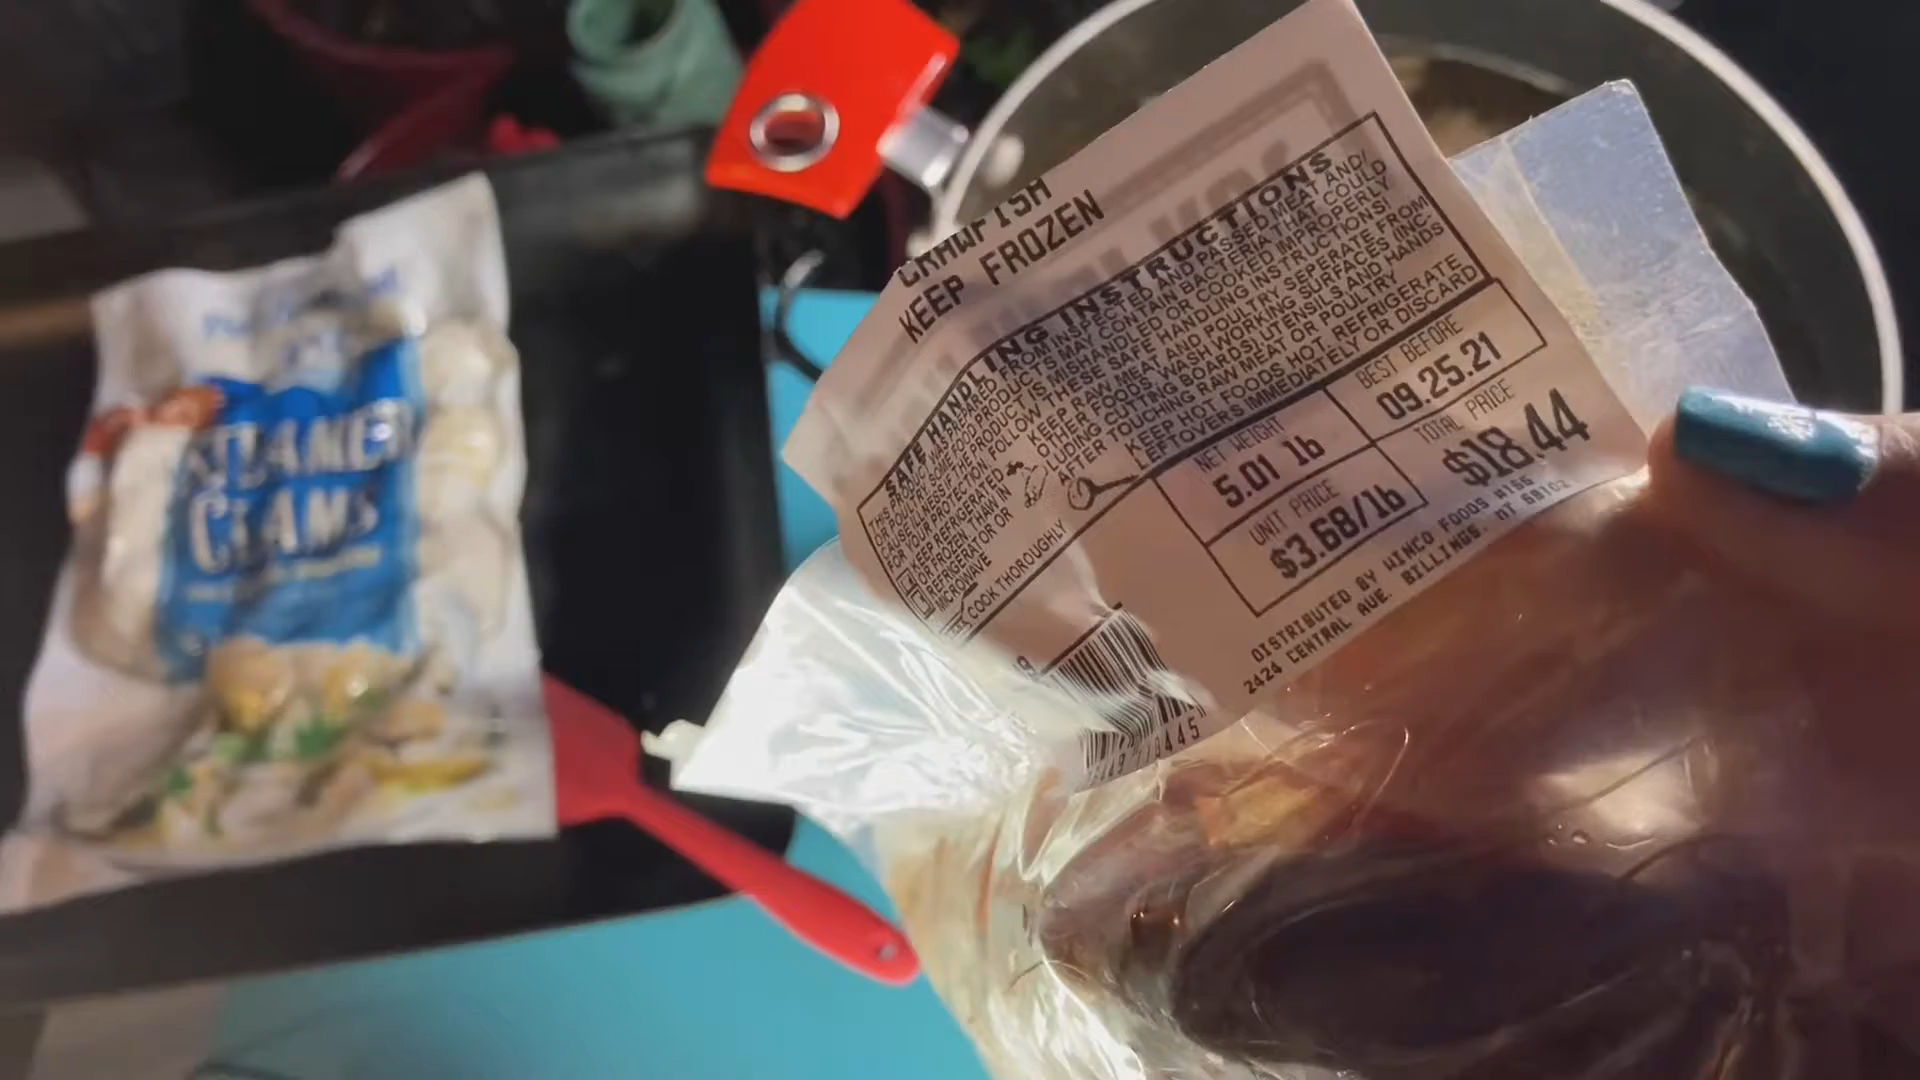 STEAMER
CLAMS
CRAWFISH
KEEP FROZEN
SAFE HANDLING INSTRUCTIONS
THIS PRODUCT WAS PREPARED FROM INSPECTED AND PASSED MEAT AND/
OR POULTRY. SOME FOOD PRODUCTS MAY CONTAIN BACTERIA THAT COULD
CAUSE ILLNESS IF THE PRODUCT IS MISHANDLED OR COOKED IMPROPERLY
FOR YOUR PROTECTION, FOLLOW THESE SAFE HANDLING INSTRUCTIONS!
KEEP REFRIGERATED
OR FROZEN. THAW IN
REFRIGERATOR OR
MICROWAVE
KEEP RAW MEAT AND POULTRY SEPERATE FROM
OTHER FOODS. WASH WORKING SURFACES (INC-
LUDING CUTTING BOARDS), UTENSILS AND HANDS
AFTER TOUCHING RAW MEAT OR POULTRY
COOK THOROUGHLY
KEEP HOT FOODS HOT. REFRIGERATE
LEFTOVERS IMMEDIATELY OR DISCARD
NET WEIGHT
5.01 lb
BEST BEFORE
09.25.21
UNIT PRICE
$3.68/lb
TOTAL PRICE
$18.44
DISTRIBUTED BY WINCO FOODS #156
2424 CENTRAL AVE. BILLINGS, MT 59102